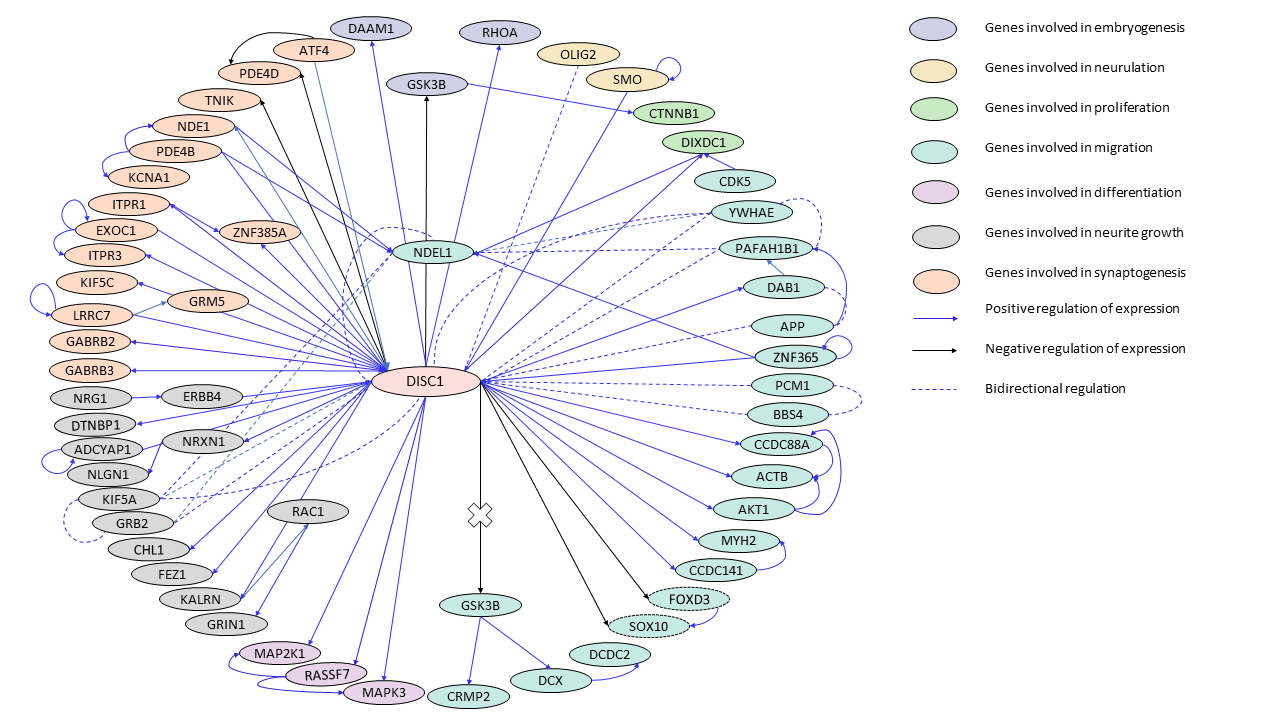 DAAM1
RHOA
ATF4
OLIG2
PDE4D
SMO
GSK3B
TNIK
CTNNB1
NDE1
DIXDC1
PDE4B
KCNA1
CDK5
ITPR1
YWHAE
EXOC1
ZNF385A
NDEL1
PAFAH1B1
ITPR3
KIF5C
DAB1
GRM5
LRRC7
APP
GABRB2
ZNF365
GABRB3
DISC1
PCM1
NRG1
ERBB4
BBS4
DTNBP1
NRXN1
CCDC88A
ADCYAP1
NLGN1
ACTB
KIF5A
RAC1
AKT1
GRB2
CHL1
MYH2
FEZ1
CCDC141
KALRN
GSK3B
FOXD3
GRIN1
SOX10
MAP2K1
DCDC2
RASSF7
DCX
MAPK3
CRMP2
Genes involved in embryogenesis
Genes involved in neurulation
Genes involved in proliferation
Genes involved in migration
Genes involved in differentiation
Genes involved in neurite growth
Genes involved in synaptogenesis
Positive regulation of expression
Negative regulation of expression
Bidirectional regulation